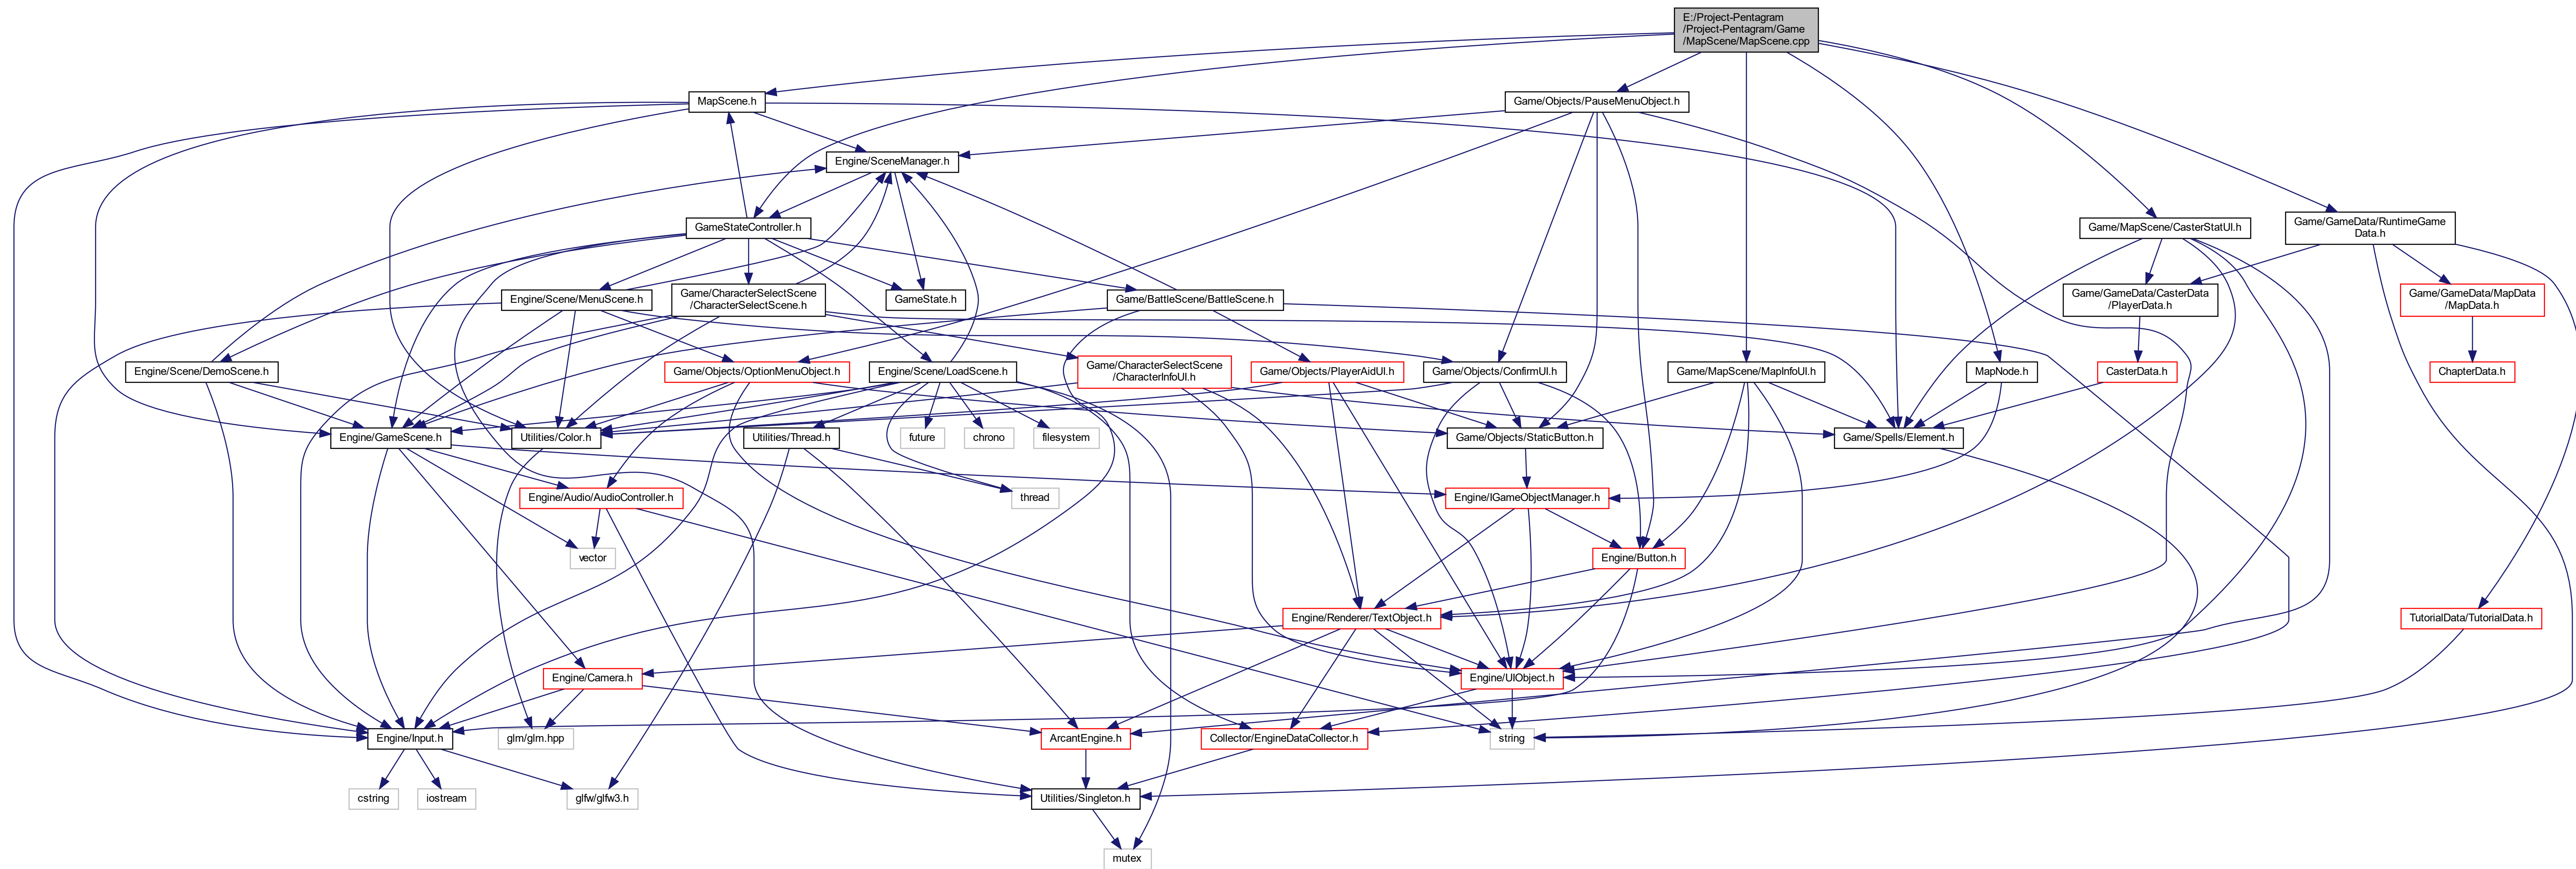 E:/Project-Pentagram
/Project-Pentagram/Game
/MapScene/MapScene.cpp
MapScene.h
Game/Objects/PauseMenuObject.h
Engine/SceneManager.h
GameStateController.h
Game/MapScene/CasterStatUI.h
Game/GameData/RuntimeGame
Data.h
Engine/Scene/MenuScene.h
Game/CharacterSelectScene
/CharacterSelectScene.h
GameState.h
Game/BattleScene/BattleScene.h
Game/GameData/CasterData
/PlayerData.h
Game/GameData/MapData
/MapData.h
Engine/Scene/DemoScene.h
Game/Objects/OptionMenuObject.h
Engine/Scene/LoadScene.h
Game/CharacterSelectScene
/CharacterInfoUI.h
Game/Objects/PlayerAidUI.h
Game/Objects/ConfirmUI.h
Game/MapScene/MapInfoUI.h
MapNode.h
CasterData.h
ChapterData.h
Engine/GameScene.h
Utilities/Color.h
Utilities/Thread.h
future
chrono
filesystem
Game/Objects/StaticButton.h
Game/Spells/Element.h
Engine/Audio/AudioController.h
thread
Engine/IGameObjectManager.h
vector
Engine/Button.h
Engine/Renderer/TextObject.h
TutorialData/TutorialData.h
Engine/Camera.h
Engine/UIObject.h
Engine/Input.h
glm/glm.hpp
ArcantEngine.h
Collector/EngineDataCollector.h
string
cstring
iostream
glfw/glfw3.h
Utilities/Singleton.h
mutex